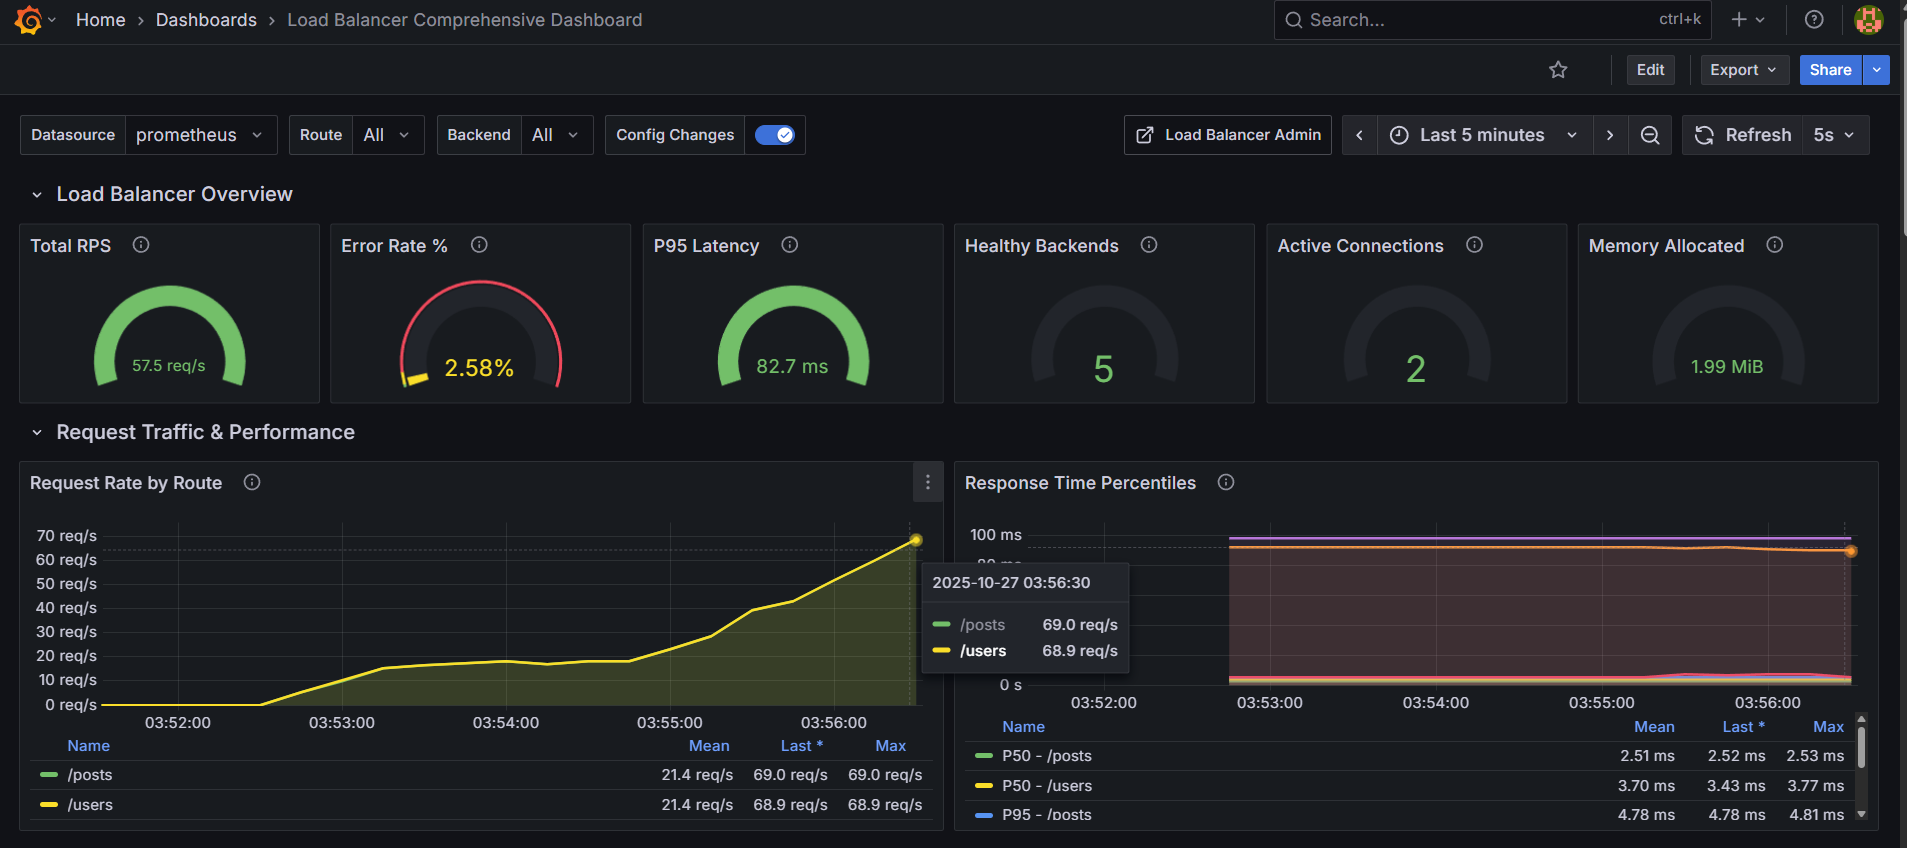 Home › Dashboards › Load Balancer Comprehensive Dashboard
Search... ctrl+k
Edit Export Share
Datasource prometheus Route All Backend All Config Changes Load Balancer Admin Last 5 minutes Refresh 5s
Load Balancer Overview
Total RPS
57.5 req/s
Error Rate %
2.58%
P95 Latency
82.7 ms
Healthy Backends
5
Active Connections
2
Memory Allocated
1.99 MiB
Request Traffic & Performance
Request Rate by Route
70 req/s
60 req/s
50 req/s
40 req/s
30 req/s
20 req/s
10 req/s
0 req/s
03:52:00 03:53:00 03:54:00 03:55:00 03:56:00
Name Mean Last * Max
/posts 21.4 req/s 69.0 req/s 69.0 req/s
/users 21.4 req/s 68.9 req/s 68.9 req/s
2025-10-27 03:56:30
/posts 69.0 req/s
/users 68.9 req/s
Response Time Percentiles
100 ms
0 s
03:52:00 03:53:00 03:54:00 03:55:00 03:56:00
Name Mean Last * Max
P50 - /posts 2.51 ms 2.52 ms 2.53 ms
P50 - /users 3.70 ms 3.43 ms 3.77 ms
P95 - /posts 4.78 ms 4.78 ms 4.81 ms